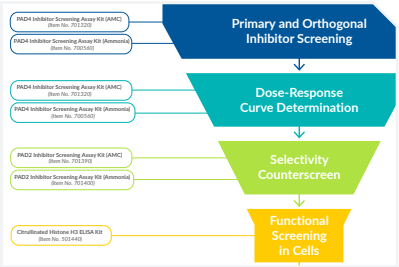 PAD4 Inhibitor Screening Assay Kit (AMC)
(Item No. 701320)
PAD4 Inhibitor Screening Assay Kit (Ammonia)
(Item No. 700560)
Primary and Orthogonal
Inhibitor Screening
PAD4 Inhibitor Screening Assay Kit (AMC)
(Item No. 701320)
PAD4 Inhibitor Screening Assay Kit (Ammonia)
(Item No. 700560)
Dose-Response
Curve Determination
PAD2 Inhibitor Screening Assay Kit (AMC)
(Item No. 701390)
PAD2 Inhibitor Screening Assay Kit (Ammonia)
(Item No. 701400)
Selectivity
Counterscreen
Citrullinated Histone H3 ELISA Kit
(Item No. 501440)
Functional
Screening
in Cells